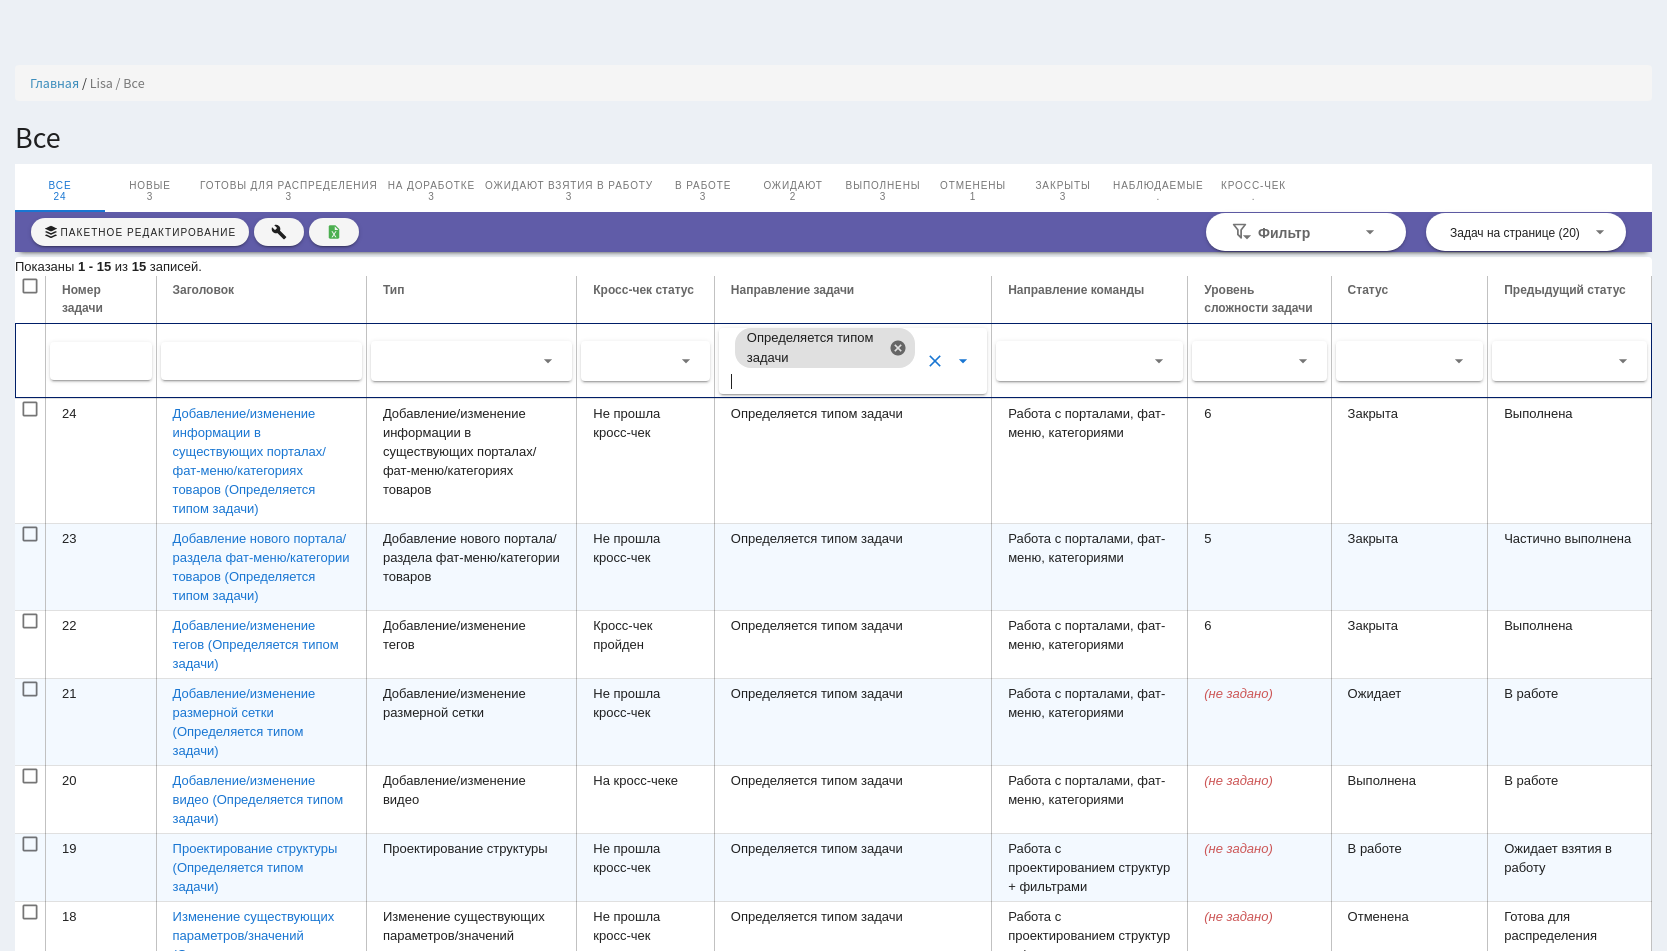 Главная / Lisa / Все
Все
ВСЕ НОВЫЕ ГОТОВЫ ДЛЯ РАСПРЕДЕЛЕНИЯ НА ДОРАБОТКЕ ОЖИДАЮТ ВЗЯТИЯ В РАБОТУ В РАБОТЕ ОЖИДАЮТ ВЫПОЛНЕНЫ ОТМЕНЕНЫ ЗАКРЫТЫ НАБЛЮДАЕМЫЕ КРОСС-ЧЕК
24 3 3 3 3 3 2 3 1 3 . .
ПАКЕТНОЕ РЕДАКТИРОВАНИЕ Фильтр Задач на странице (20)
Показаны 1 - 15 из 15 записей.
Номер Заголовок Тип Кросс-чек статус Направление задачи Направление команды Уровень Статус Предыдущий статус
задачи сложности задачи
Определяется типом
задачи
24 Добавление/изменение Добавление/изменение Не прошла Определяется типом задачи Работа с порталами, фат- 6 Закрыта Выполнена
информации в информации в кросс-чек меню, категориями
существующих порталах/ существующих порталах/
фат-меню/категориях фат-меню/категориях
товаров (Определяется товаров
типом задачи)
23 Добавление нового портала/ Добавление нового портала/ Не прошла Определяется типом задачи Работа с порталами, фат- 5 Закрыта Частично выполнена
раздела фат-меню/категории раздела фат-меню/категории кросс-чек меню, категориями
товаров (Определяется товаров
типом задачи)
22 Добавление/изменение Добавление/изменение Кросс-чек Определяется типом задачи Работа с порталами, фат- 6 Закрыта Выполнена
тегов (Определяется типом тегов пройден меню, категориями
задачи)
21 Добавление/изменение Добавление/изменение Не прошла Определяется типом задачи Работа с порталами, фат- (не задано) Ожидает В работе
размерной сетки размерной сетки кросс-чек меню, категориями
(Определяется типом
задачи)
20 Добавление/изменение Добавление/изменение На кросс-чеке Определяется типом задачи Работа с порталами, фат- (не задано) Выполнена В работе
видео (Определяется типом видео меню, категориями
задачи)
19 Проектирование структуры Проектирование структуры Не прошла Определяется типом задачи Работа с (не задано) В работе Ожидает взятия в
(Определяется типом кросс-чек проектированием структур работу
задачи) + фильтрами
18 Изменение существующих Изменение существующих Не прошла Определяется типом задачи Работа с (не задано) Отменена Готова для
параметров/значений параметров/значений кросс-чек проектированием структур распределения